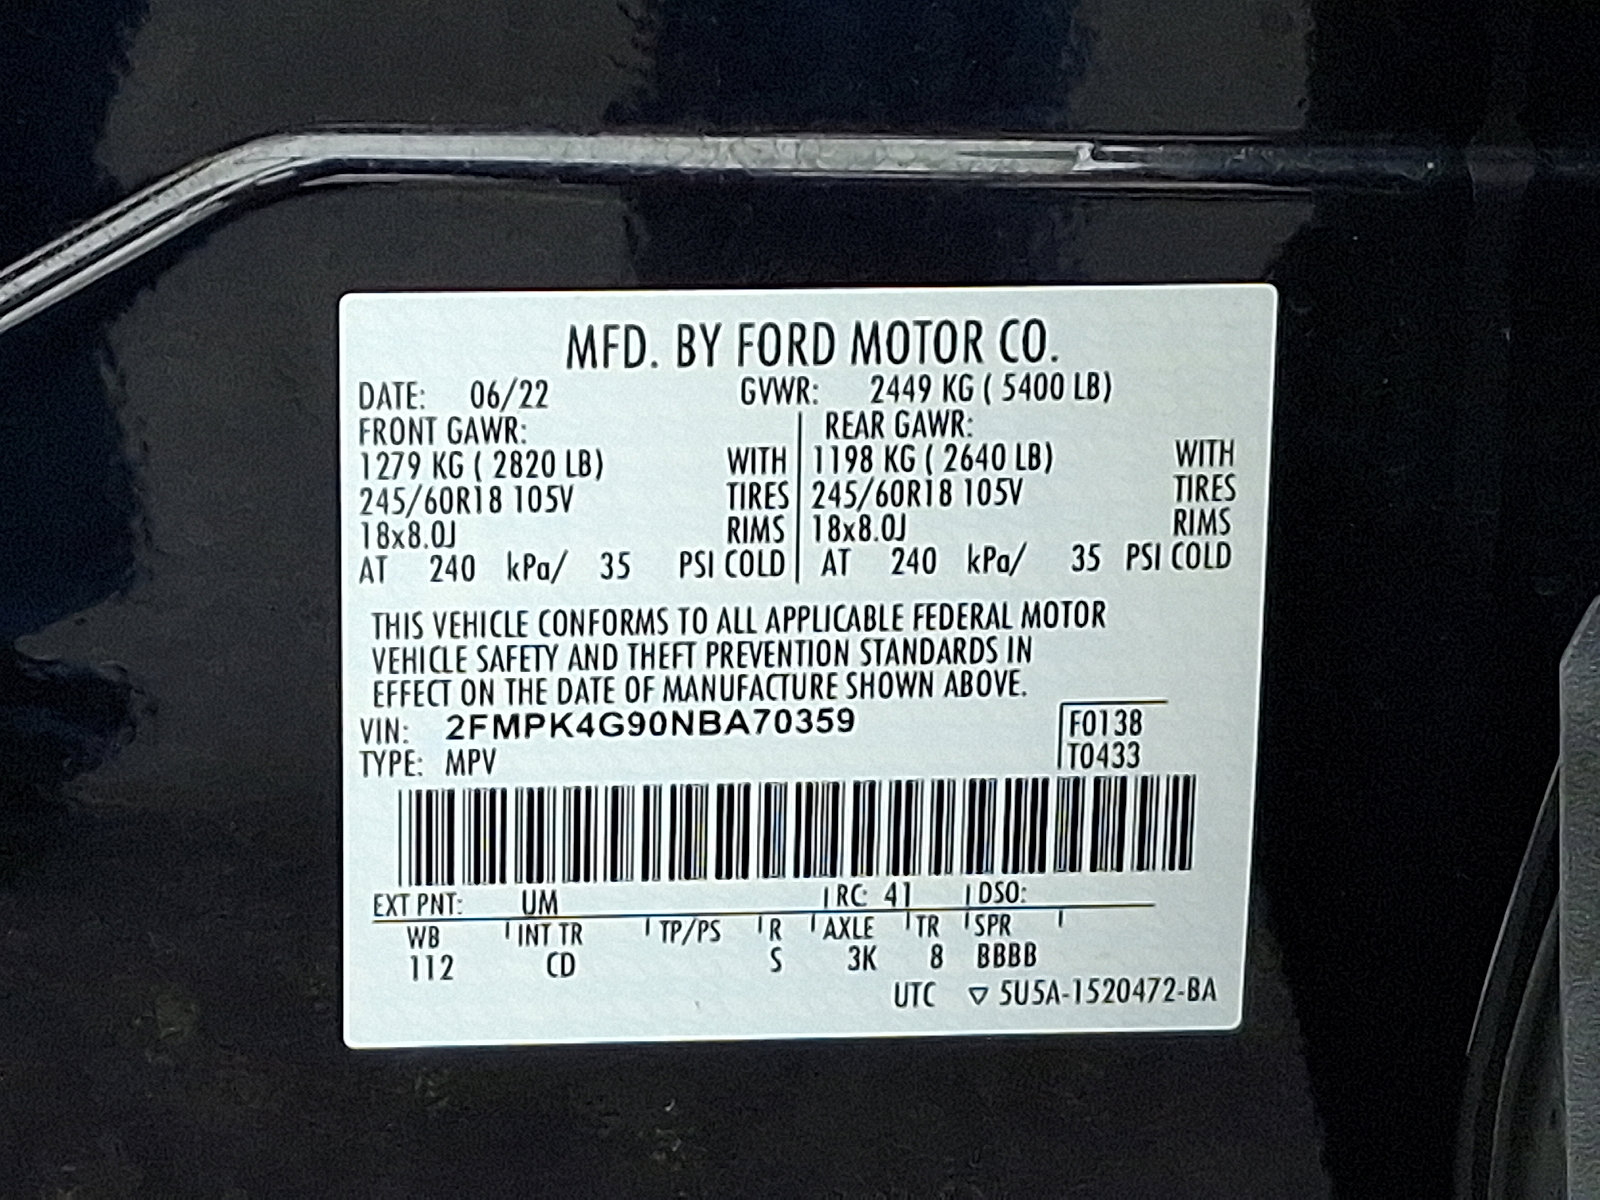 MFD. BY FORD MOTOR CO.
DATE: 06/22 GVWR: 2449 KG ( 5400 LB)
FRONT GAWR: REAR GAWR:
1279 KG ( 2820 LB) WITH 1198 KG ( 2640 LB) WITH
245/60R18 105V TIRES 245/60R18 105V TIRES
18x8.0J RIMS 18x8.0J RIMS
AT 240 kPa/ 35 PSI COLD AT 240 kPa/ 35 PSI COLD
THIS VEHICLE CONFORMS TO ALL APPLICABLE FEDERAL MOTOR
VEHICLE SAFETY AND THEFT PREVENTION STANDARDS IN
EFFECT ON THE DATE OF MANUFACTURE SHOWN ABOVE.
VIN: 2FMPK4G90NBA70359 F0138
TYPE: MPV T0433
EXT PNT: UM RC: 41 DSO:
WB INT TR TP/PS R AXLE TR SPR
112 CD S 3K 8 BBBB
UTC ▽ 5U5A-1520472-BA